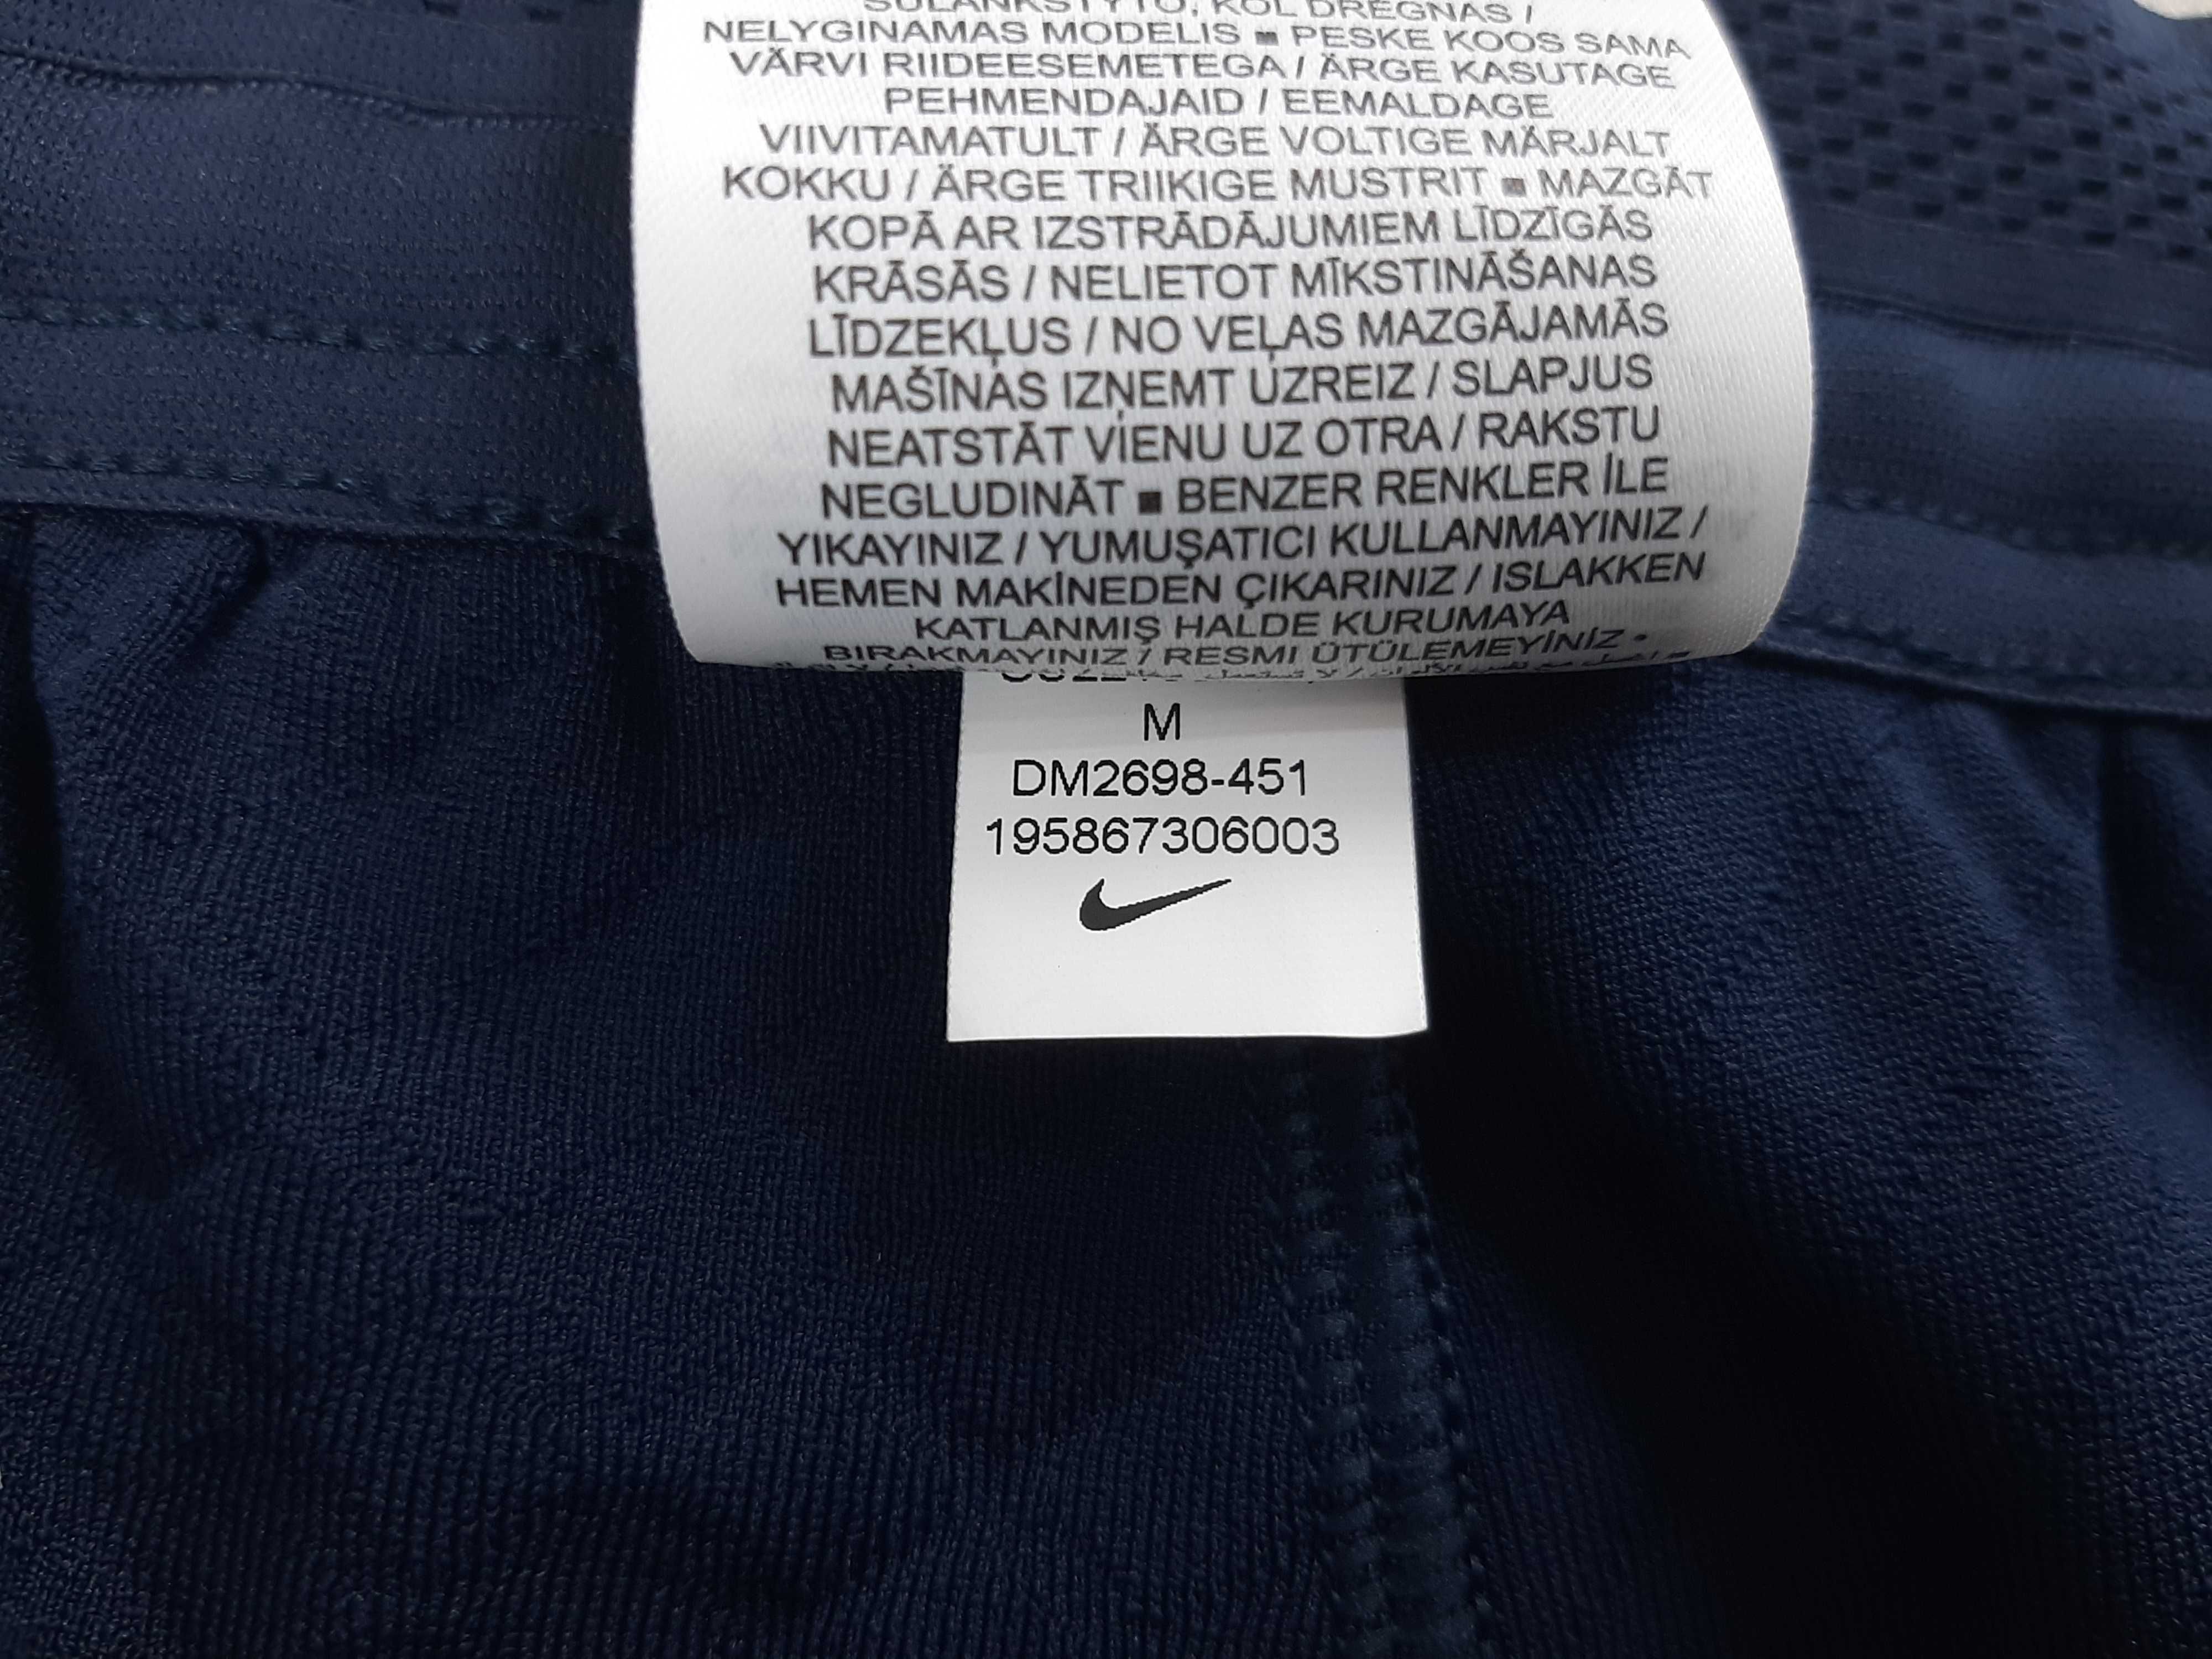 SULANKSTYTO, KOL DRĖGNAS /
NELYGINAMAS MODELIS ■ PESKE KOOS SAMA
VÄRVI RIIDEESEMETEGA / ÄRGE KASUTAGE
PEHMENDAJAID / EEMALDAGE
VIIVITAMATULT / ÄRGE VOLTIGE MÄRJALT
KOKKU / ÄRGE TRIIKIGE MUSTRIT ■ MAZGĀT
KOPĀ AR IZSTRĀDĀJUMIEM LĪDZĪGĀS
KRĀSĀS / NELIETOT MĪKSTINĀŠANAS
LĪDZEKĻUS / NO VEĻAS MAZGĀJAMĀS
MAŠĪNAS IZŅEMT UZREIZ / SLAPJUS
NEATSTĀT VIENU UZ OTRA / RAKSTU
NEGLUDINĀT ■ BENZER RENKLER İLE
YIKAYINIZ / YUMUŞATICI KULLANMAYINIZ /
HEMEN MAKİNEDEN ÇIKARINIZ / ISLAKKEN
KATLANMIŞ HALDE KURUMAYA
BIRAKMAYINIZ / RESMI ÜTÜLEMEYİNİZ •
M
DM2698-451
195867306003